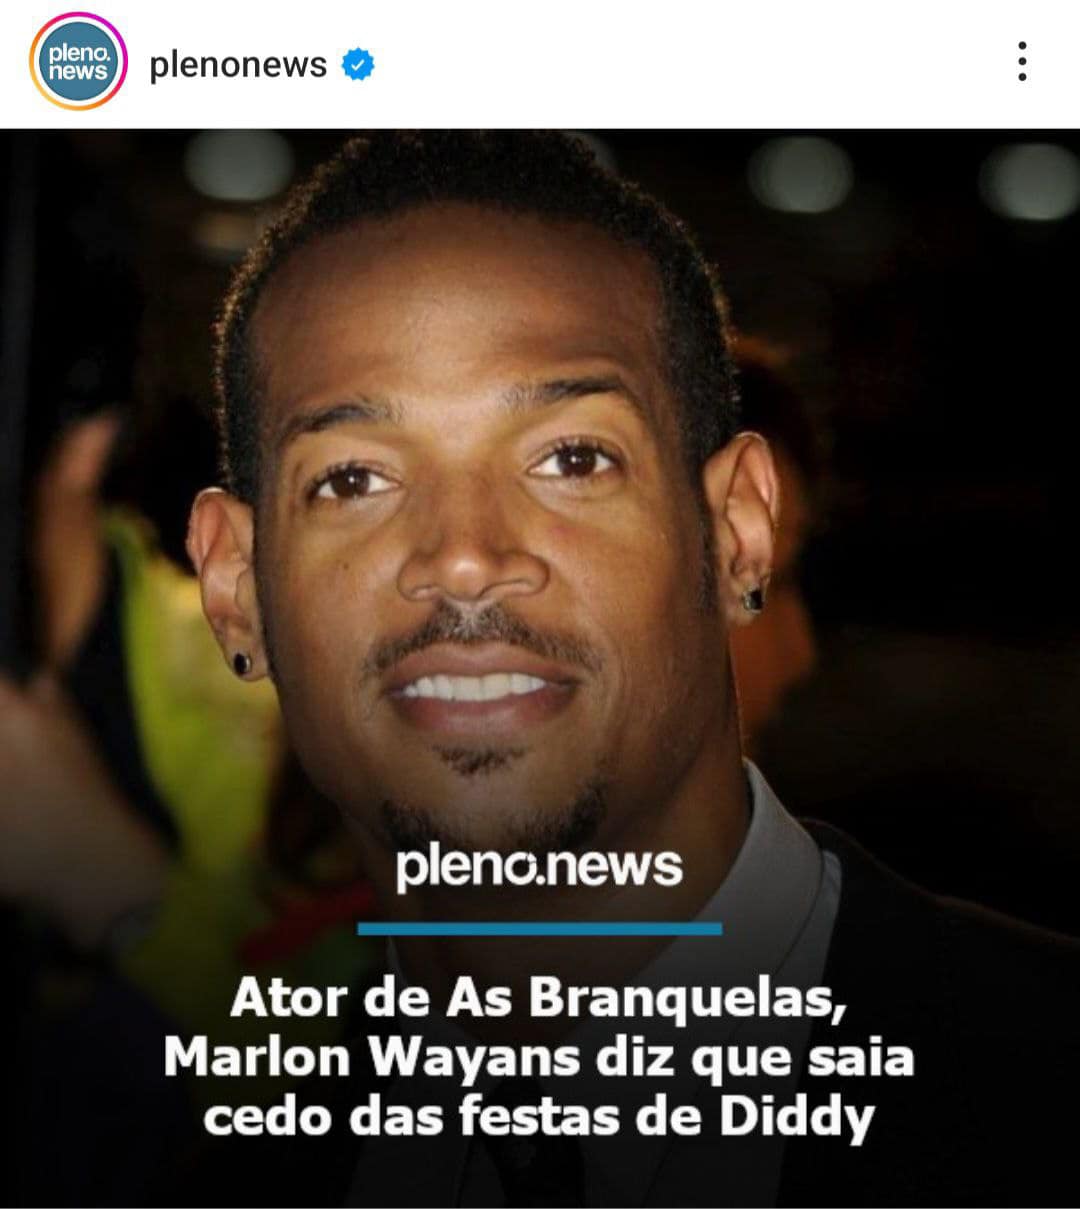 pleno.
news
plenonews
pleno.news
Ator de As Branquelas,
Marlon Wayans diz que saia
cedo das festas de Diddy